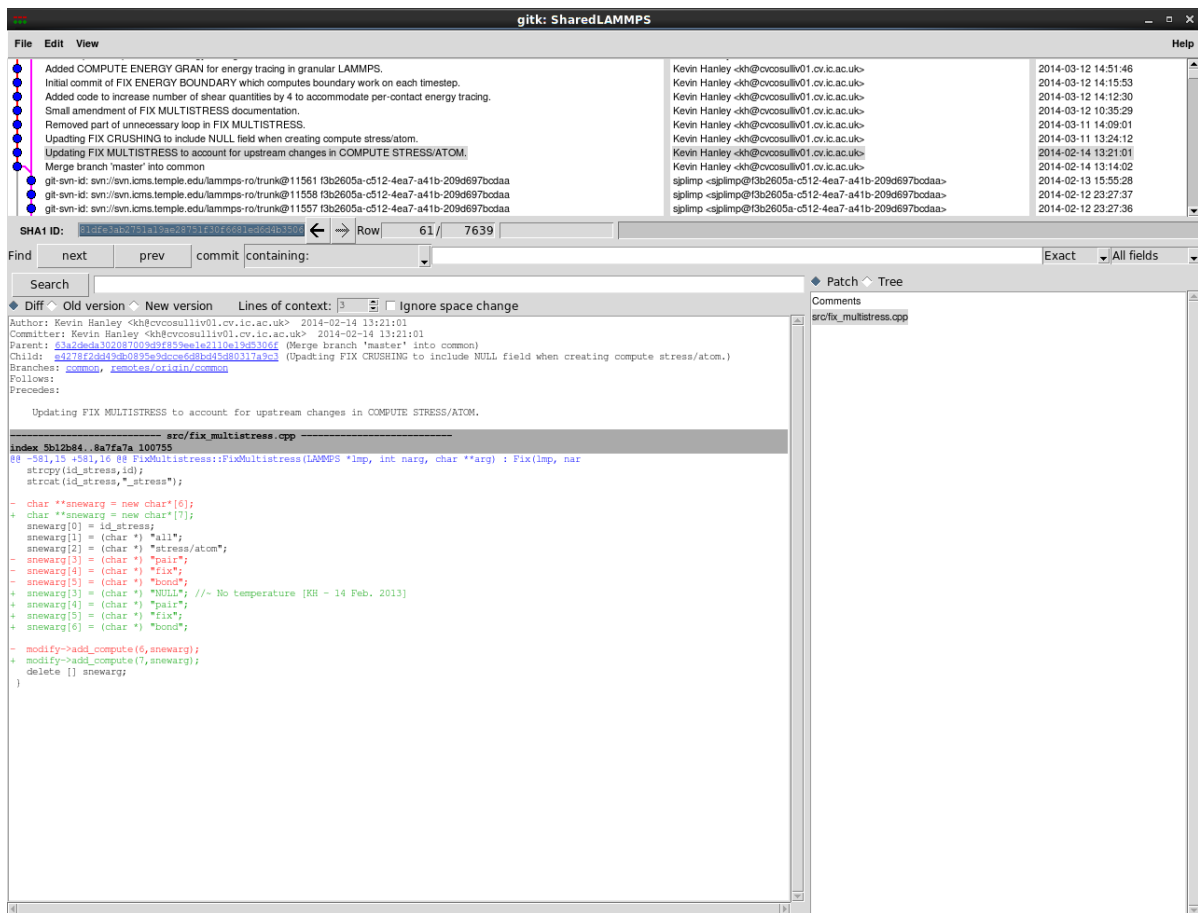 gitk: SharedLAMMPS
File Edit View Help
Added COMPUTE ENERGY GRAN for energy tracing in granular LAMMPS. Kevin Hanley <kh@cvcosulliv01.cv.ic.ac.uk> 2014-03-12 14:51:46
Initial commit of FIX ENERGY BOUNDARY which computes boundary work on each timestep. Kevin Hanley <kh@cvcosulliv01.cv.ic.ac.uk> 2014-03-12 14:15:53
Added code to increase number of shear quantities by 4 to accommodate per-contact energy tracing. Kevin Hanley <kh@cvcosulliv01.cv.ic.ac.uk> 2014-03-12 14:12:30
Small amendment of FIX MULTISTRESS documentation. Kevin Hanley <kh@cvcosulliv01.cv.ic.ac.uk> 2014-03-12 10:35:29
Removed part of unnecessary loop in FIX MULTISTRESS. Kevin Hanley <kh@cvcosulliv01.cv.ic.ac.uk> 2014-03-11 14:09:01
Upadting FIX CRUSHING to include NULL field when creating compute stress/atom. Kevin Hanley <kh@cvcosulliv01.cv.ic.ac.uk> 2014-03-11 13:24:12
Updating FIX MULTISTRESS to account for upstream changes in COMPUTE STRESS/ATOM. Kevin Hanley <kh@cvcosulliv01.cv.ic.ac.uk> 2014-02-14 13:21:01
Merge branch 'master' into common Kevin Hanley <kh@cvcosulliv01.cv.ic.ac.uk> 2014-02-14 13:14:02
git-svn-id: svn://svn.icms.temple.edu/lammps-ro/trunk@11561 f3b2605a-c512-4ea7-a41b-209d697bcdaa sjplimp <sjplimp@f3b2605a-c512-4ea7-a41b-209d697bcdaa> 2014-02-13 15:55:28
git-svn-id: svn://svn.icms.temple.edu/lammps-ro/trunk@11558 f3b2605a-c512-4ea7-a41b-209d697bcdaa sjplimp <sjplimp@f3b2605a-c512-4ea7-a41b-209d697bcdaa> 2014-02-12 23:27:37
git-svn-id: svn://svn.icms.temple.edu/lammps-ro/trunk@11557 f3b2605a-c512-4ea7-a41b-209d697bcdaa sjplimp <sjplimp@f3b2605a-c512-4ea7-a41b-209d697bcdaa> 2014-02-12 23:27:36
SHA1 ID: 81dfe3ab2751a19ae28751f30f6681ed6d4b3506 Row 61 / 7639
Find next prev commit containing: Exact All fields
Search
Diff Old version New version Lines of context: 3 Ignore space change
Author: Kevin Hanley <kh@cvcosulliv01.cv.ic.ac.uk> 2014-02-14 13:21:01
Committer: Kevin Hanley <kh@cvcosulliv01.cv.ic.ac.uk> 2014-02-14 13:21:01
Parent: 63a2deda302087009d9f859ee1e2110e19d5306f (Merge branch 'master' into common)
Child: e4278f2dd49db0895e9dcce6d8bd45d80317a9c3 (Upadting FIX CRUSHING to include NULL field when creating compute stress/atom.)
Branches: common, remotes/origin/common
Follows:
Precedes:
Updating FIX MULTISTRESS to account for upstream changes in COMPUTE STRESS/ATOM.
--------------------------- src/fix_multistress.cpp ---------------------------
index 5b12b84..8a7fa7a 100755
@@ -581,15 +581,16 @@ FixMultistress::FixMultistress(LAMMPS *lmp, int narg, char **arg) : Fix(lmp, nar
strcpy(id_stress,id);
strcat(id_stress,"_stress");
- char **snewarg = new char*[6];
+ char **snewarg = new char*[7];
snewarg[0] = id_stress;
snewarg[1] = (char *) "all";
snewarg[2] = (char *) "stress/atom";
- snewarg[3] = (char *) "pair";
- snewarg[4] = (char *) "fix";
- snewarg[5] = (char *) "bond";
+ snewarg[3] = (char *) "NULL"; //~ No temperature [KH - 14 Feb. 2013]
+ snewarg[4] = (char *) "pair";
+ snewarg[5] = (char *) "fix";
+ snewarg[6] = (char *) "bond";
- modify->add_compute(6,snewarg);
+ modify->add_compute(7,snewarg);
delete [] snewarg;
}
Patch Tree
Comments
src/fix_multistress.cpp